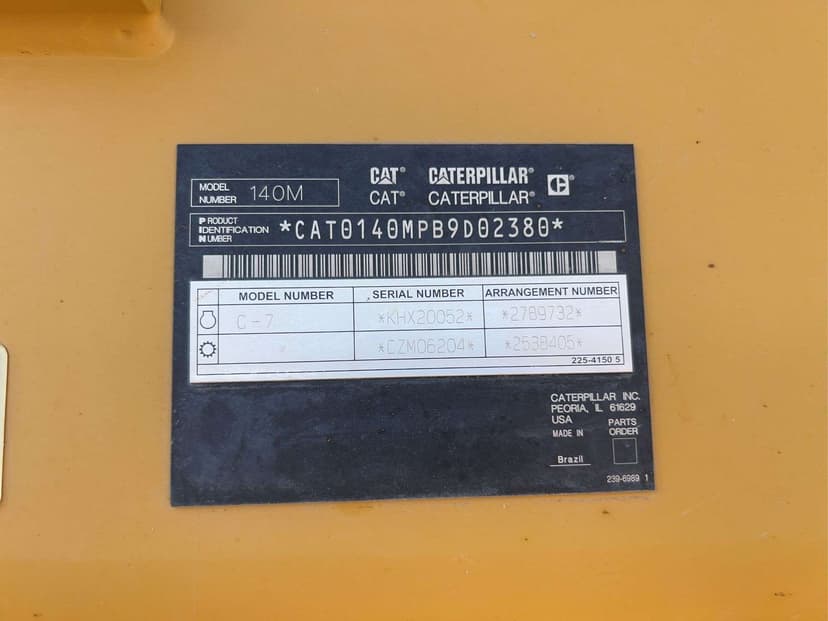 CAT® CATERPILLAR®
MODEL NUMBER 140M
CAT® CATERPILLAR®
PRODUCT IDENTIFICATION NUMBER *CAT0140MPB9D02380*
MODEL NUMBER SERIAL NUMBER ARRANGEMENT NUMBER
C-7 *KHX20052* *2789732*
*CZM06204* *2538405*
225-4150 5
CATERPILLAR INC.
PEORIA, IL 61629
USA
MADE IN
Brazil
PARTS
ORDER
239-6989 1